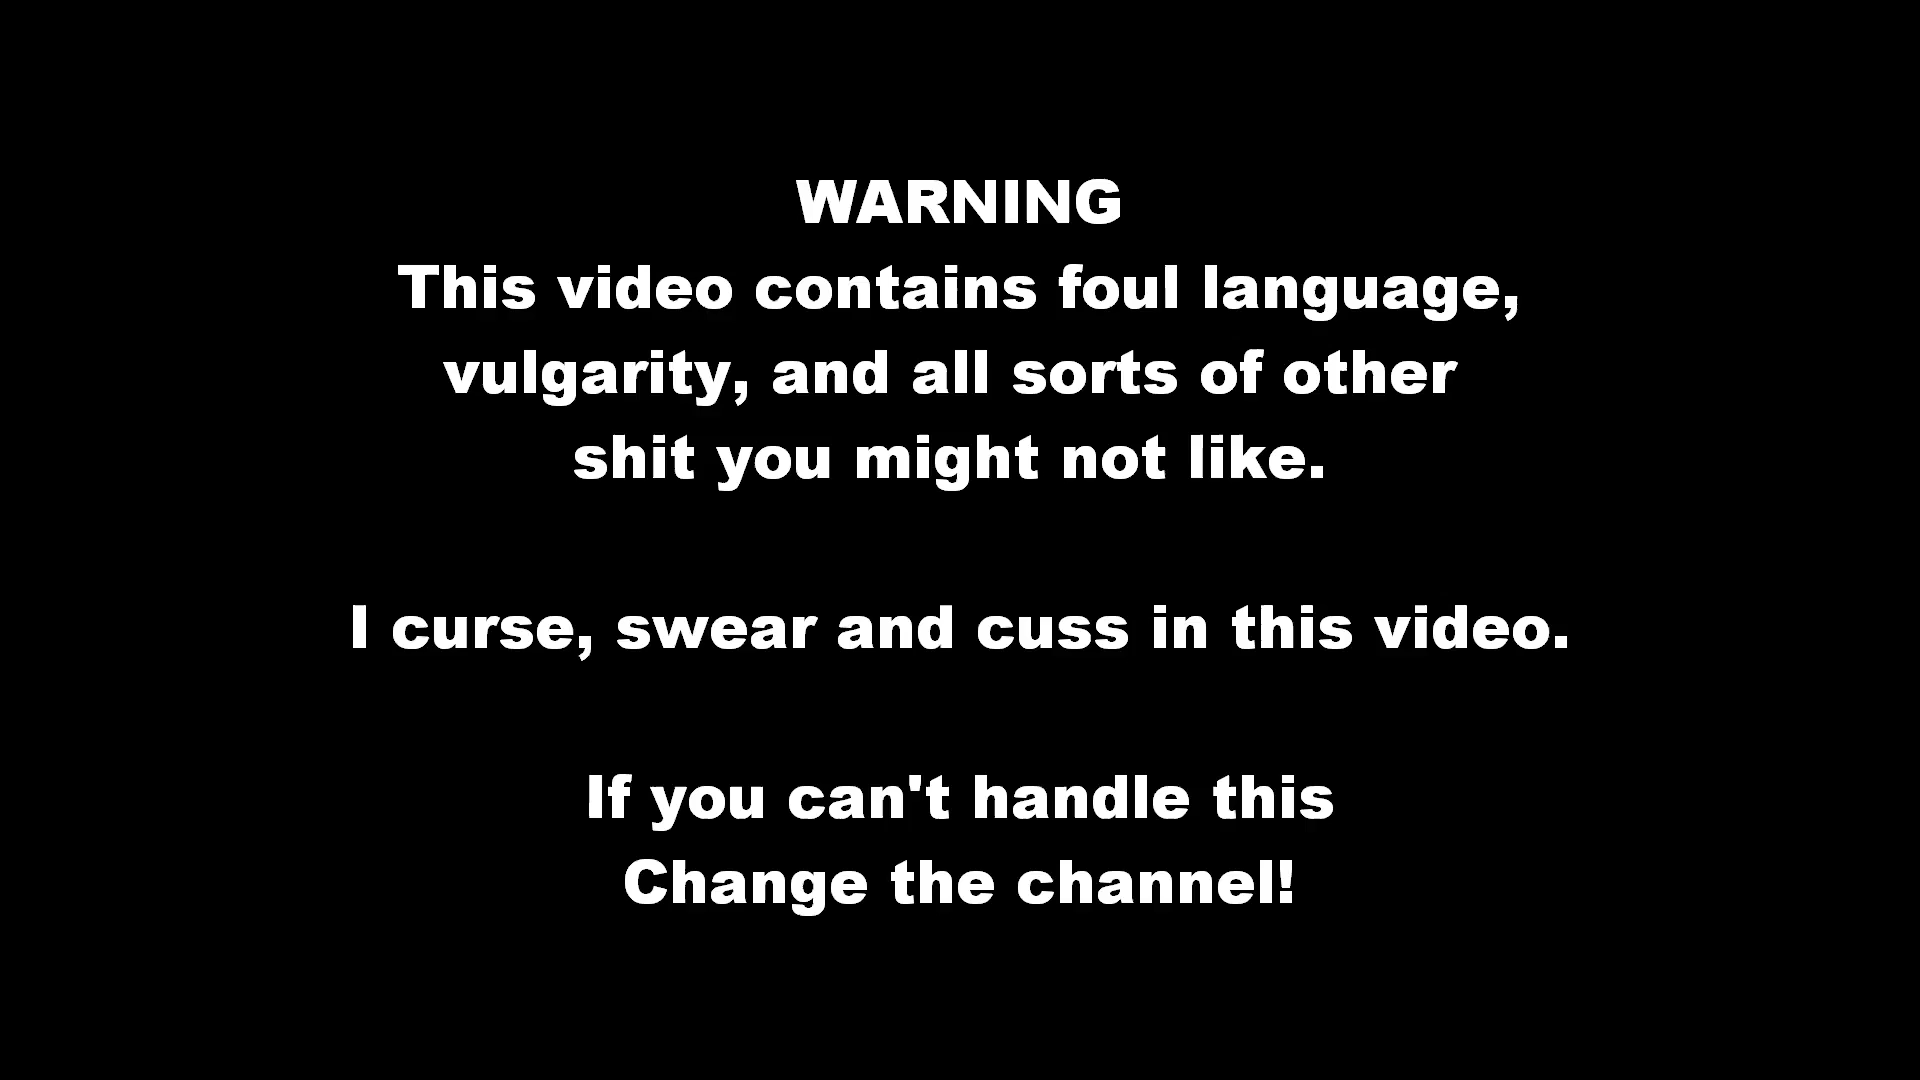 WARNING
This video contains foul language,
vulgarity, and all sorts of other
shit you might not like.
I curse, swear and cuss in this video.
If you can't handle this
Change the channel!